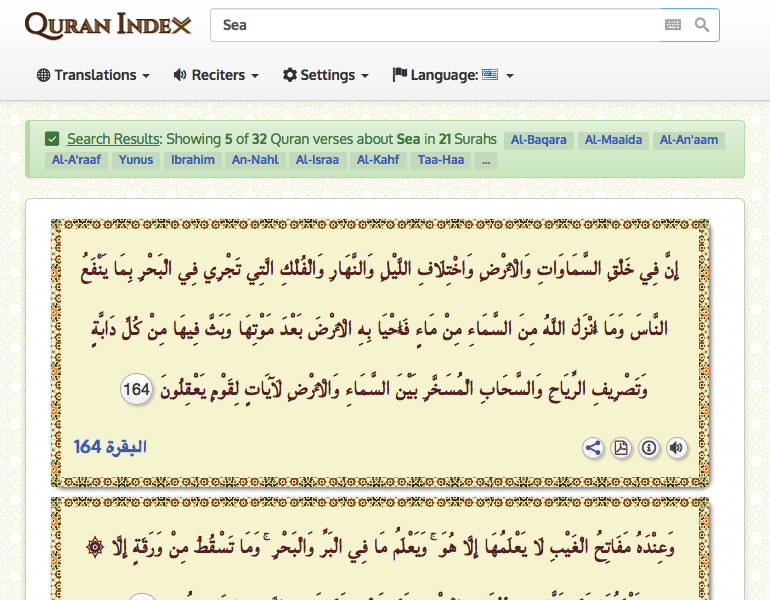 QURAN INDEX
Sea
Translations
Reciters
Settings
Language:
Search Results: Showing 5 of 32 Quran verses about Sea in 21 Surahs Al-Baqara Al-Maaida Al-An'aam
Al-A'raaf Yunus Ibrahim An-Nahl Al-Israa Al-Kahf Taa-Haa ...
إِنَّ فِي خَلْقِ السَّمَاوَاتِ وَالْأَرْضِ وَاخْتِلَافِ اللَّيْلِ وَالنَّهَارِ وَالْفُلْكِ الَّتِي تَجْرِي فِي الْبَحْرِ بِمَا يَنْفَعُ
النَّاسَ وَمَا أَنْزَلَ اللَّهُ مِنَ السَّمَاءِ مِنْ مَاءٍ فَأَحْيَا بِهِ الْأَرْضَ بَعْدَ مَوْتِهَا وَبَثَّ فِيهَا مِنْ كُلِّ دَابَّةٍ
وَتَصْرِيفِ الرِّيَاحِ وَالسَّحَابِ الْمُسَخَّرِ بَيْنَ السَّمَاءِ وَالْأَرْضِ لَآيَاتٍ لِقَوْمٍ يَعْقِلُونَ 164
البقرة 164
وَعِنْدَهُ مَفَاتِحُ الْغَيْبِ لَا يَعْلَمُهَا إِلَّا هُوَ ۚ وَيَعْلَمُ مَا فِي الْبَرِّ وَالْبَحْرِ ۚ وَمَا تَسْقُطُ مِنْ وَرَقَةٍ إِلَّا ۞